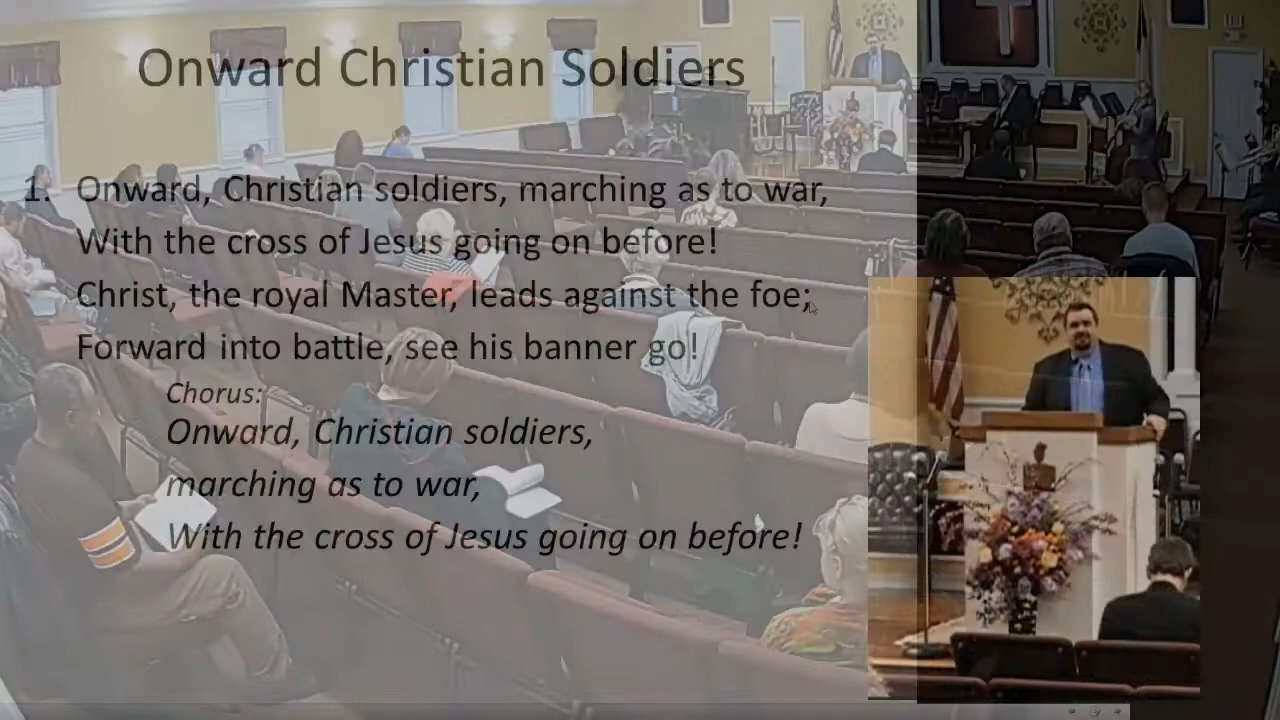 Onward Christian Soldiers
1. Onward, Christian soldiers, marching as to war,
With the cross of Jesus going on before!
Christ, the royal Master, leads against the foe;
Forward into battle, see his banner go!
Chorus:
Onward, Christian soldiers,
marching as to war,
With the cross of Jesus going on before!